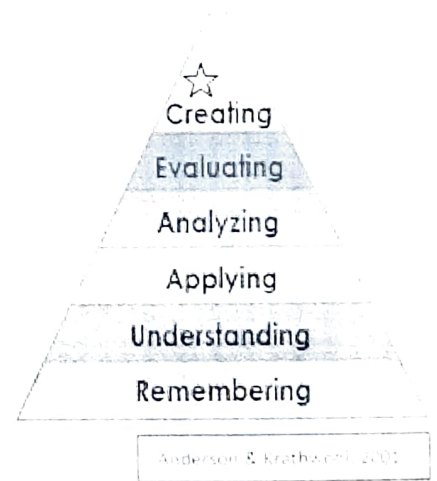 Creating
Evaluating
Analyzing
Applying
Understanding
Remembering
Anderson & Krathwohl, 2001